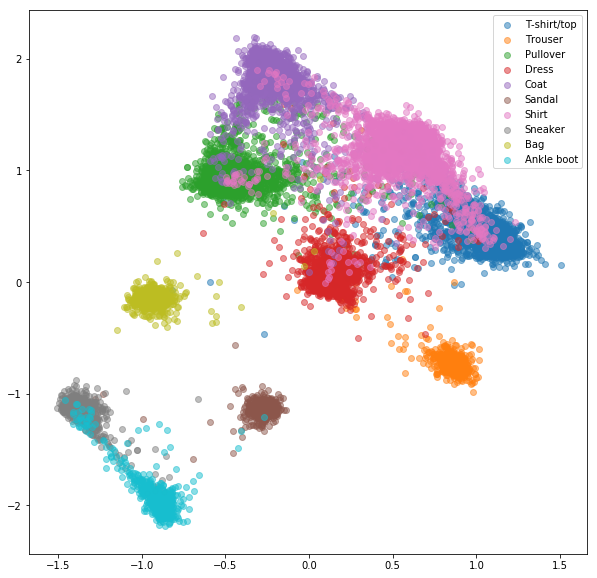 T-shirt/top
Trouser
Pullover
Dress
Coat
Sandal
Shirt
Sneaker
Bag
Ankle boot
2
1
0
−1
−2
−1.5
−1.0
−0.5
0.0
0.5
1.0
1.5